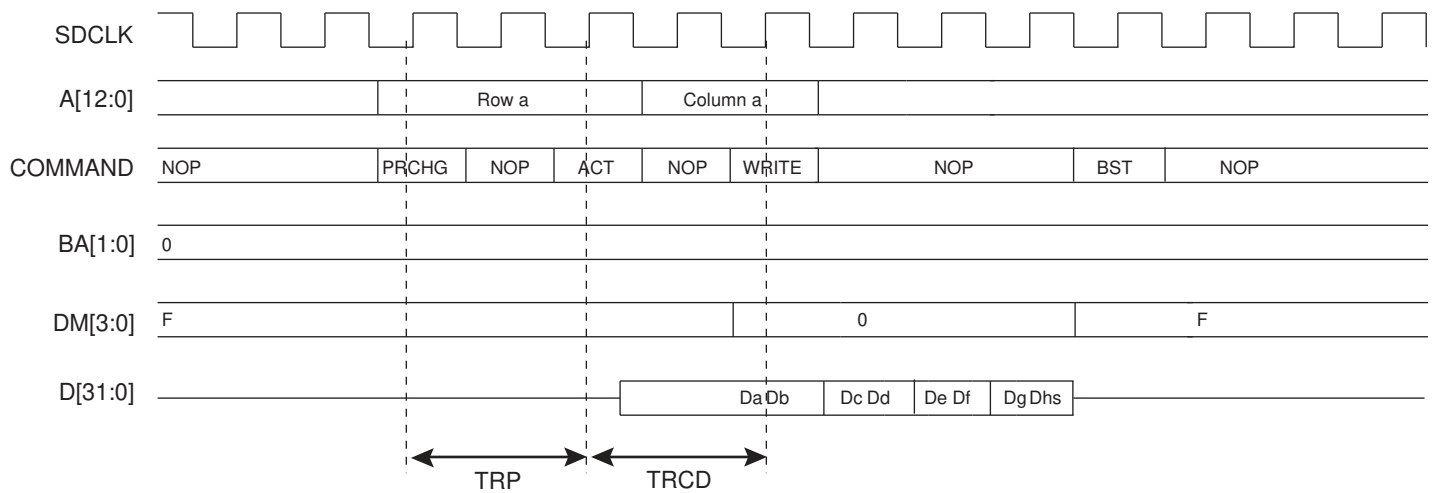 SDCLK
A[12:0] Row a Column a
COMMAND NOP PRCHG NOP ACT NOP WRITE NOP BST NOP
BA[1:0] 0
DM[3:0] F 0 F
D[31:0] Da Db Dc Dd De Df Dg Dhs
TRP TRCD